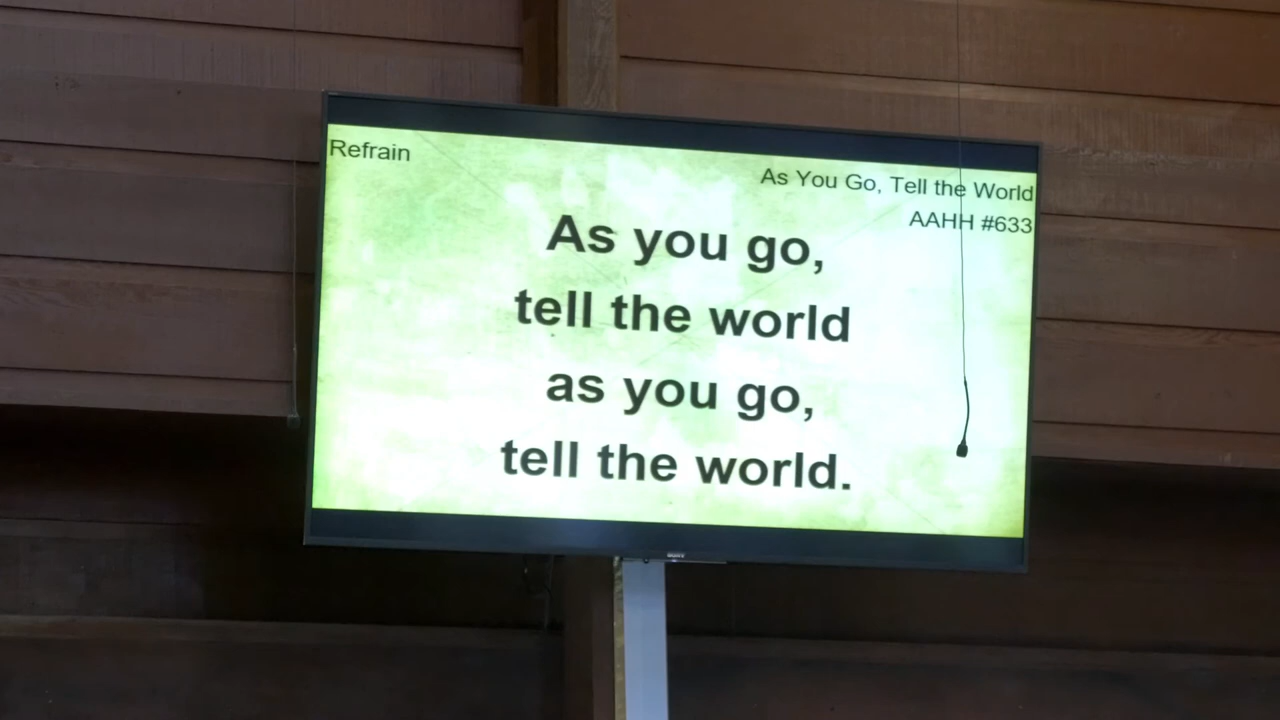 Refrain
As You Go, Tell the World
AAHH #633
As you go,
tell the world
as you go,
tell the world.
SONY